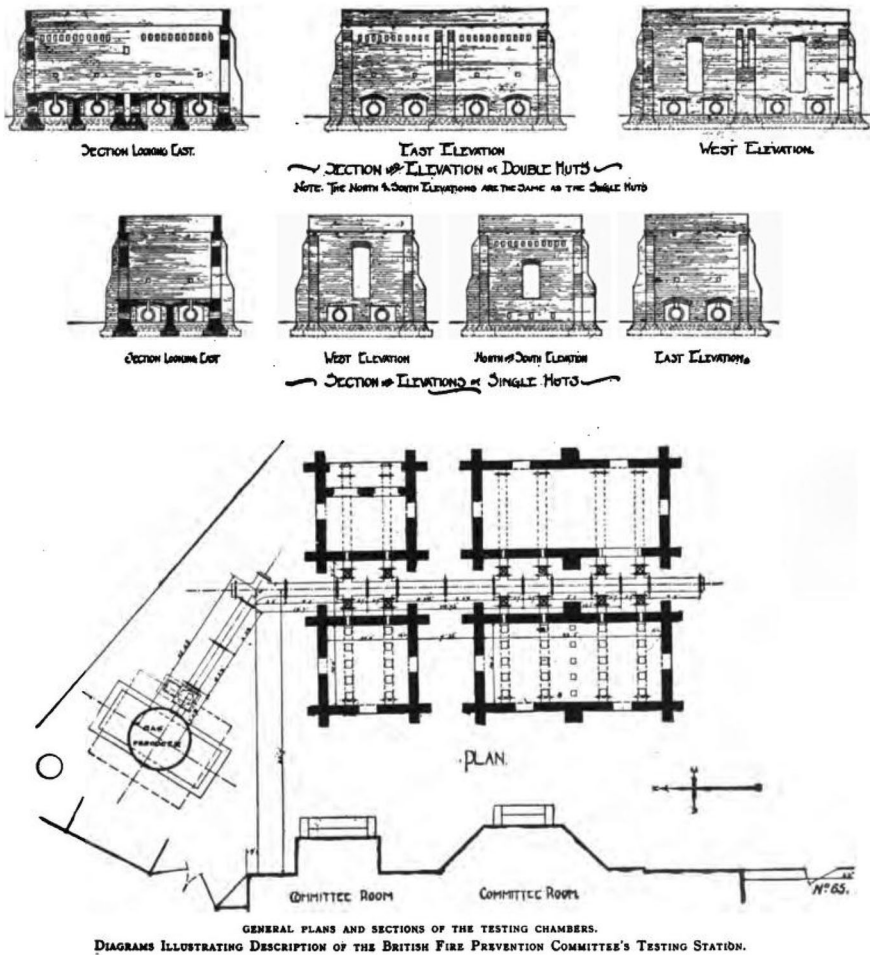 SECTION LOOKING EAST.
EAST ELEVATION
WEST ELEVATION.
SECTION AND ELEVATION OF DOUBLE HUTS
NOTE. THE NORTH & SOUTH ELEVATIONS ARE THE SAME AS THE SINGLE HUTS
SECTION LOOKING EAST
WEST ELEVATION
NORTH AND SOUTH ELEVATION
EAST ELEVATION.
SECTION AND ELEVATIONS OF SINGLE HUTS
GAS
PRODUCER
PLAN.
COMMITTEE ROOM
COMMITTEE ROOM
No 65.
GENERAL PLANS AND SECTIONS OF THE TESTING CHAMBERS.
DIAGRAMS ILLUSTRATING DESCRIPTION OF THE BRITISH FIRE PREVENTION COMMITTEE'S TESTING STATION.